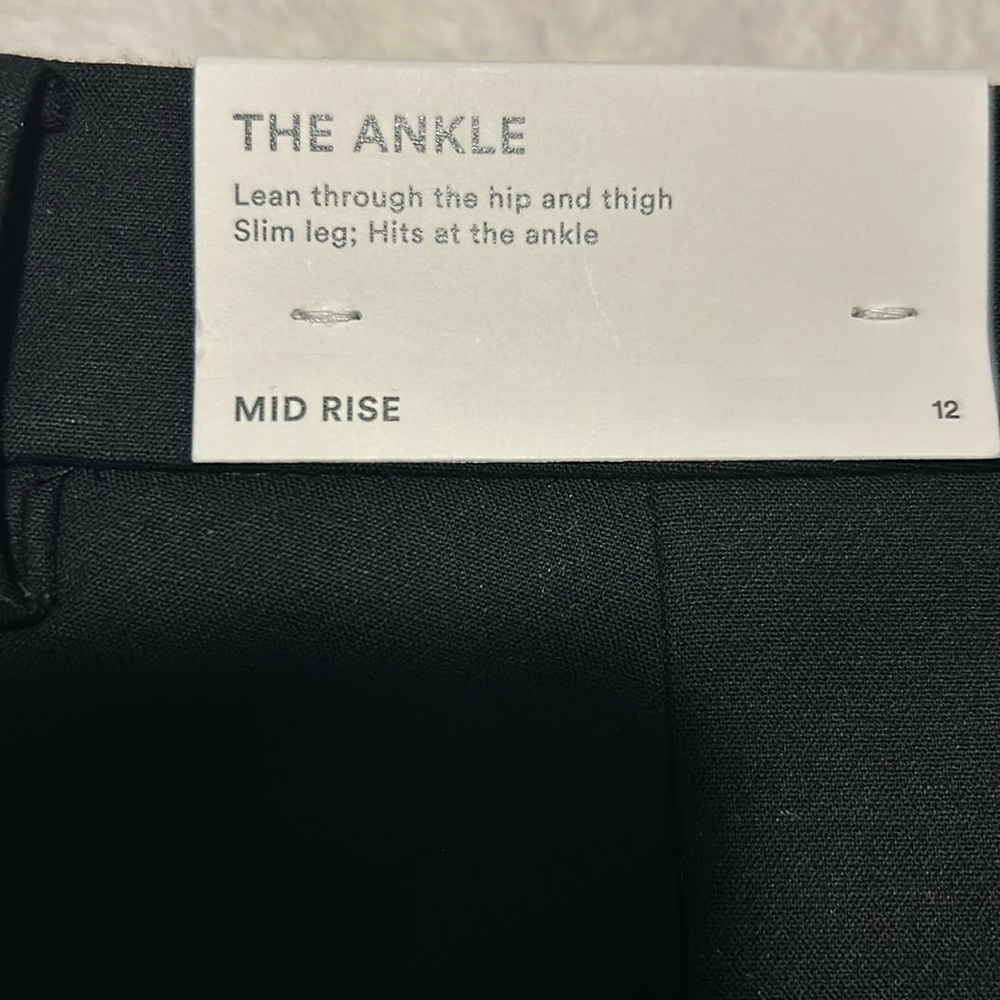 THE ANKLE
Lean through the hip and thigh
Slim leg; Hits at the ankle
MID RISE
12